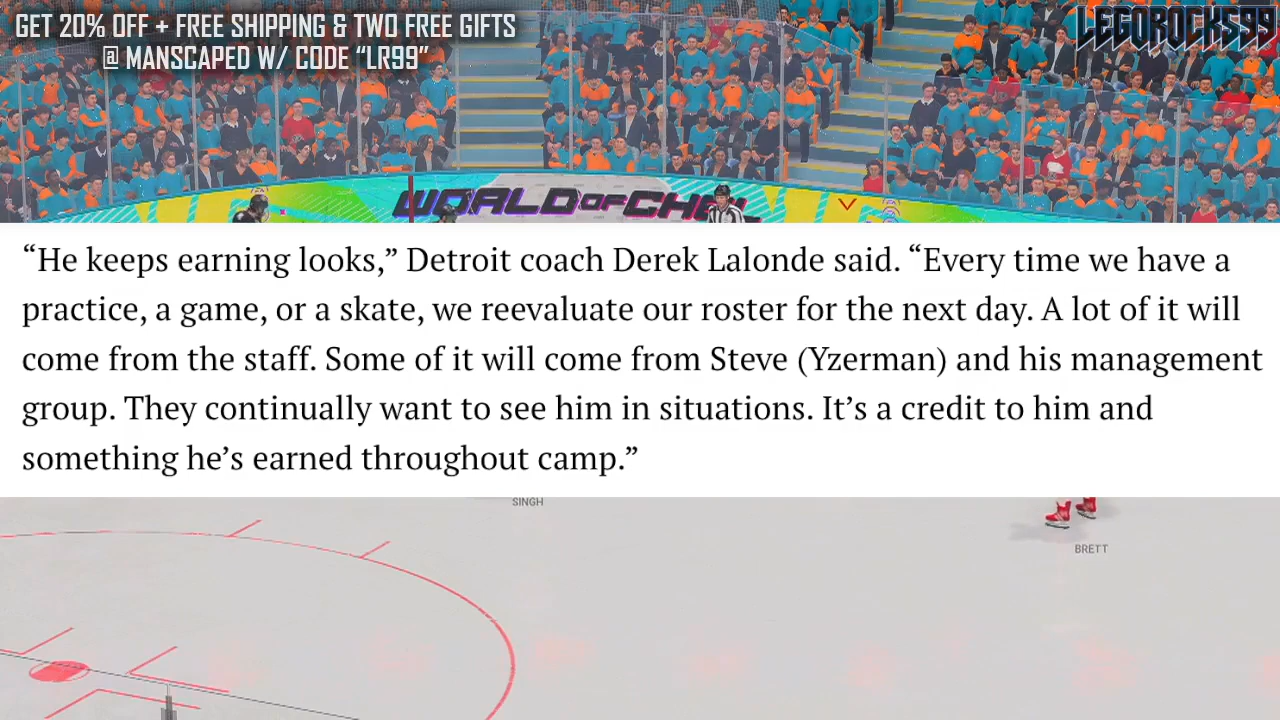 GET 20% OFF + FREE SHIPPING & TWO FREE GIFTS
@ MANSCAPED W/ CODE “LR99”
LEGOROCKS99
WORLD OF CHEL
“He keeps earning looks,” Detroit coach Derek Lalonde said. “Every time we have a
practice, a game, or a skate, we reevaluate our roster for the next day. A lot of it will
come from the staff. Some of it will come from Steve (Yzerman) and his management
group. They continually want to see him in situations. It’s a credit to him and
something he’s earned throughout camp.”
SINGH
BRETT